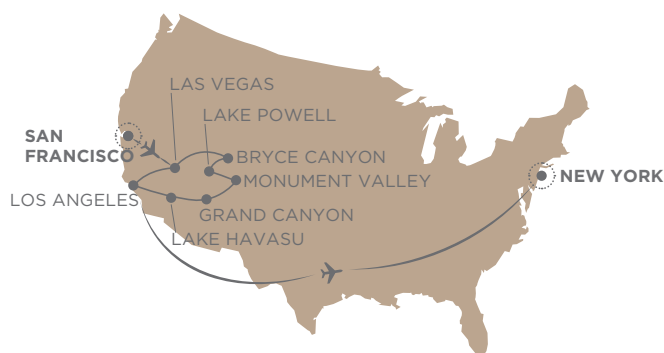 LAS VEGAS
LAKE POWELL
SAN
FRANCISCO
BRYCE CANYON
NEW YORK
MONUMENT VALLEY
LOS ANGELES
GRAND CANYON
LAKE HAVASU